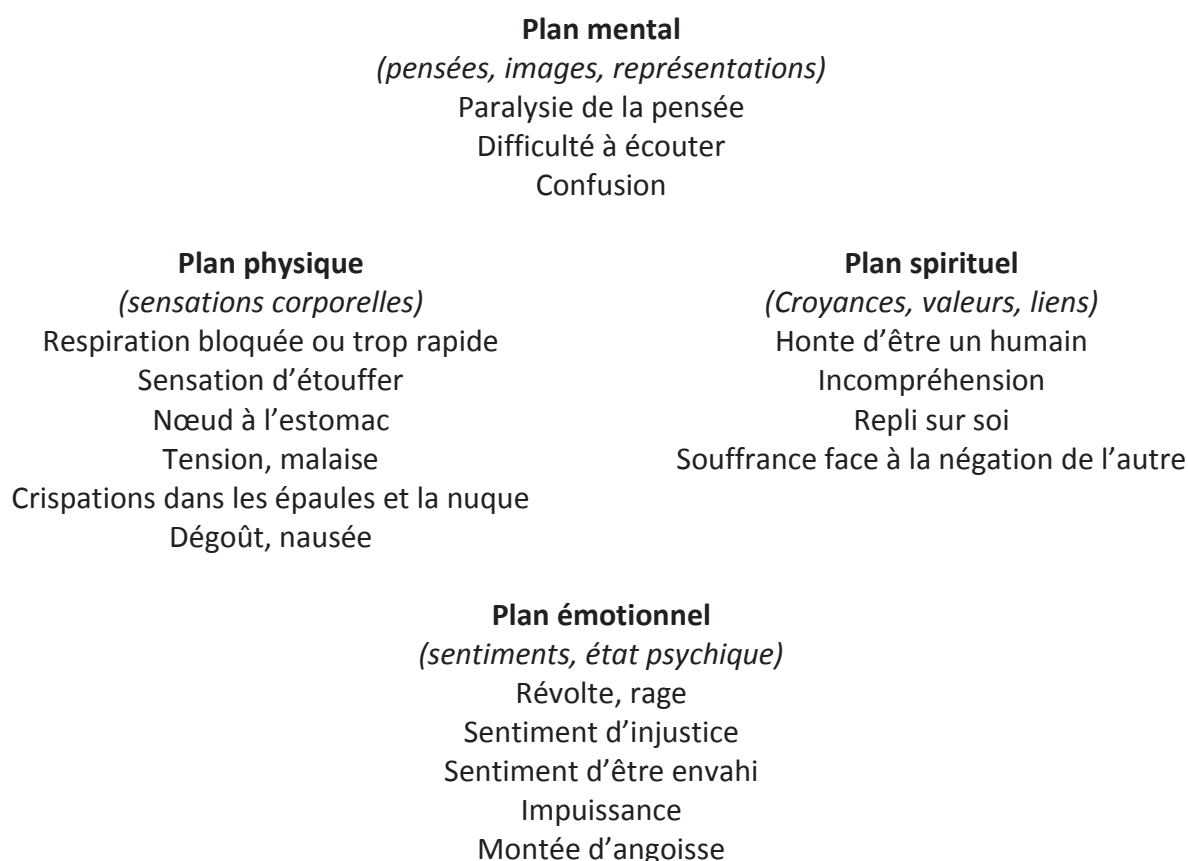 Plan mental
(pensées, images, représentations)
Paralysie de la pensée
Difficulté à écouter
Confusion
Plan physique
(sensations corporelles)
Respiration bloquée ou trop rapide
Sensation d’étouffer
Nœud à l’estomac
Tension, malaise
Crispations dans les épaules et la nuque
Dégoût, nausée
Plan spirituel
(Croyances, valeurs, liens)
Honte d’être un humain
Incompréhension
Repli sur soi
Souffrance face à la négation de l’autre
Plan émotionnel
(sentiments, état psychique)
Révolte, rage
Sentiment d’injustice
Sentiment d’être envahi
Impuissance
Montée d’angoisse